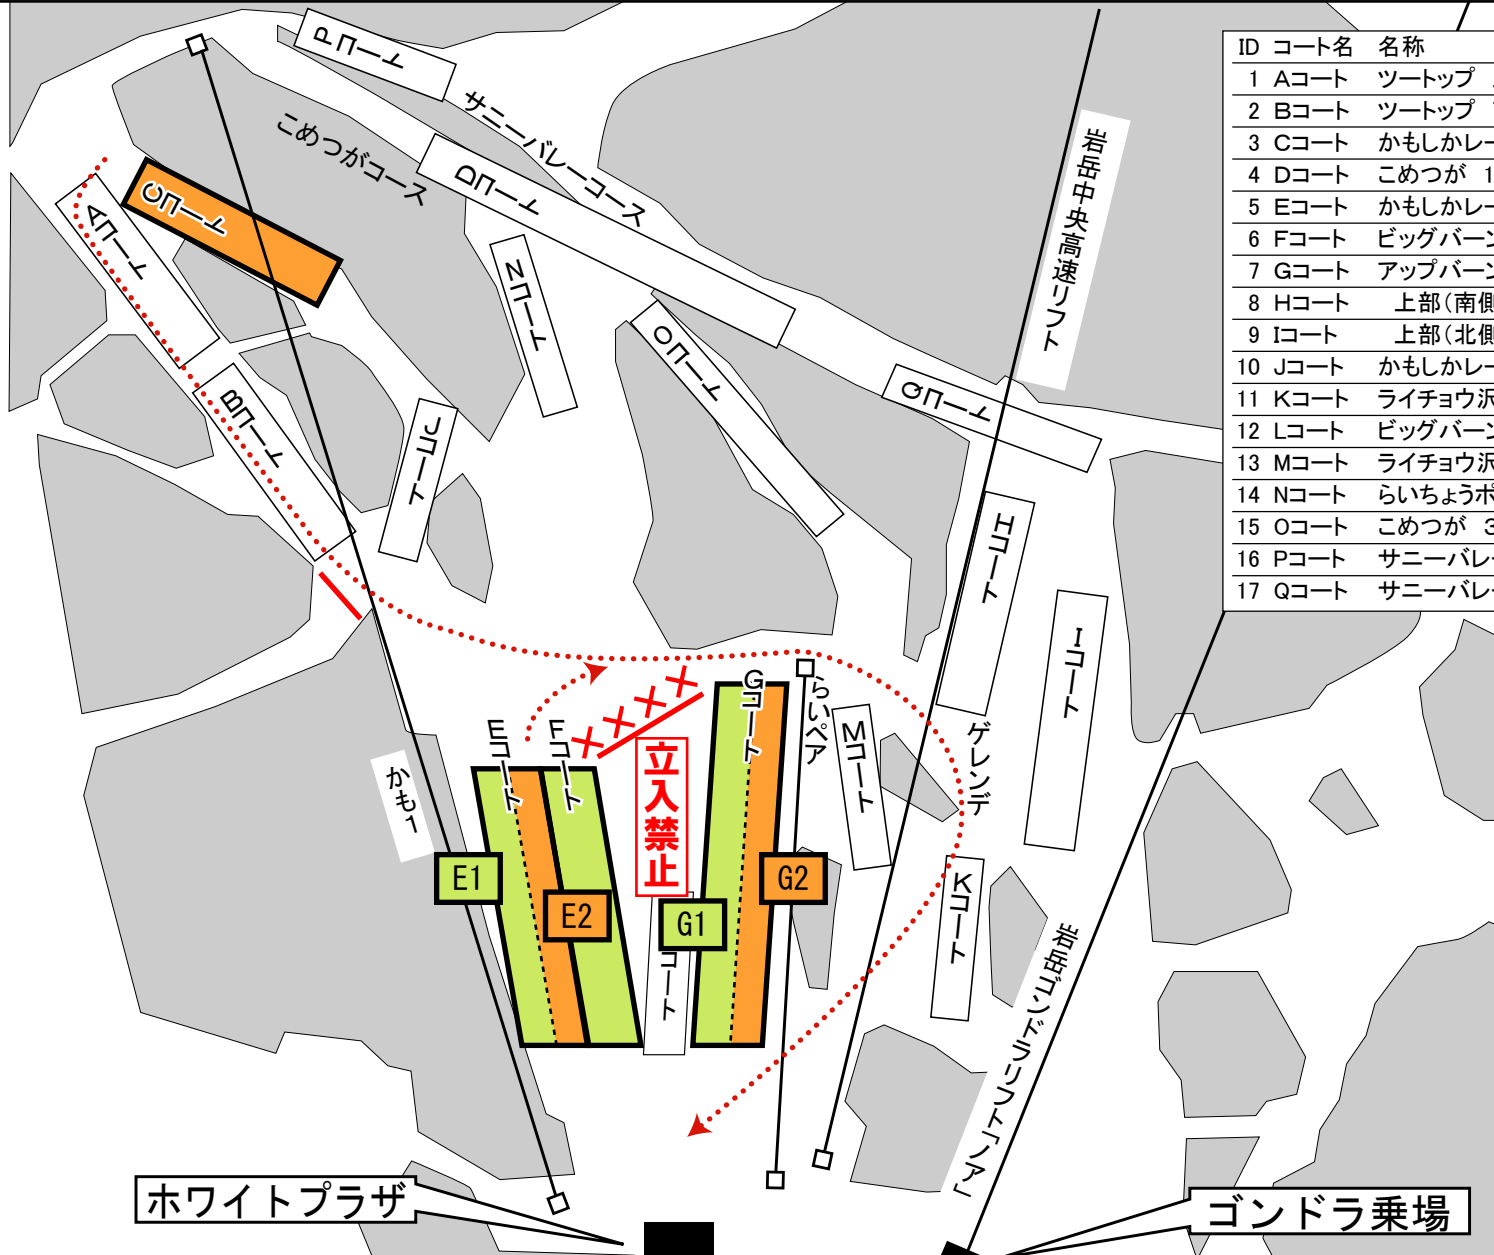 Pコート
サニーバレーコース
こめつがコース
Dコート
Cコート
Aコート
Nコート
Oコート
Bコート
Jコート
Qコート
岩岳中央高速リフト
Hコート
Iコート
Gコート
らいペア
Mコート
ゲレンデ
Eコート
Fコート
立入禁止
かも1
E1
E2
G1
G2
コート
Kコート
岩岳ゴンドラリフト「ノア」
ホワイトプラザ
ゴンドラ乗場
ID コート名 名称
1 Aコート ツートップ
2 Bコート ツートップ
3 Cコート かもしかレー
4 Dコート こめつが 1
5 Eコート かもしかレー
6 Fコート ビッグバーン
7 Gコート アップバーン
8 Hコート 上部(南側
9 Iコート 上部(北側
10 Jコート かもしかレー
11 Kコート ライチョウ沢
12 Lコート ビッグバーン
13 Mコート ライチョウ沢
14 Nコート らいちょうポ
15 Oコート こめつが 3
16 Pコート サニーバレー
17 Qコート サニーバレー